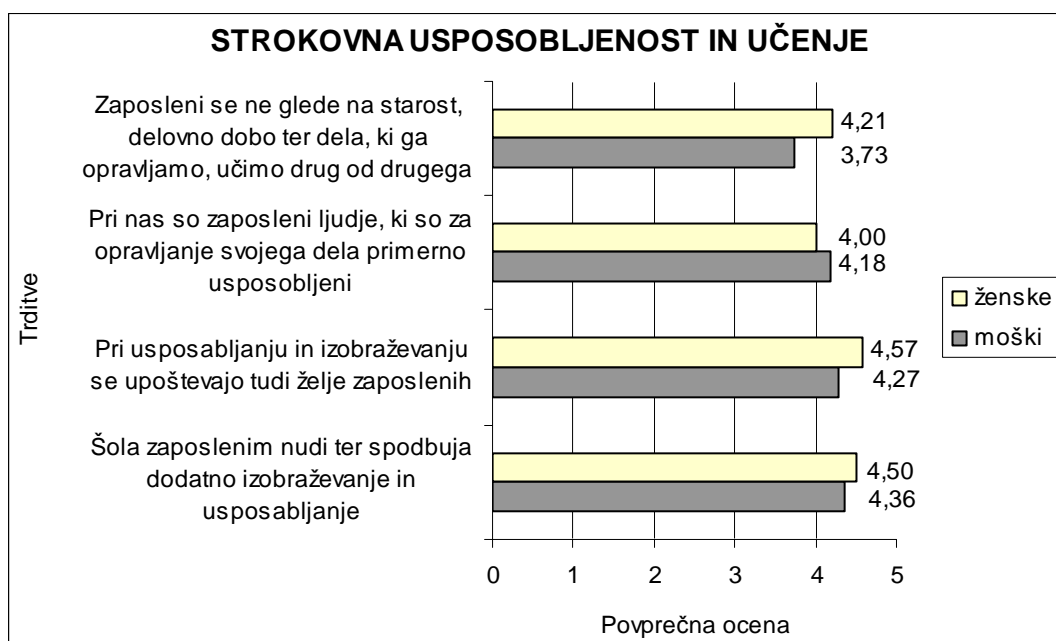 STROKOVNA USPOSOBLJENOST IN UČENJE
Zaposleni se ne glede na starost,
delovno dobo ter dela, ki ga
opravljamo, učimo drug od drugega
4,21
3,73
Pri nas so zaposleni ljudje, ki so za
opravljanje svojega dela primerno
usposobljeni
4,00
4,18
Trditve
Pri usposabljanju in izobraževanju
se upoštevajo tudi želje zaposlenih
4,57
4,27
Šola zaposlenim nudi ter spodbuja
dodatno izobraževanje in
usposabljanje
4,50
4,36
0 1 2 3 4 5
Povprečna ocena
ženske
moški